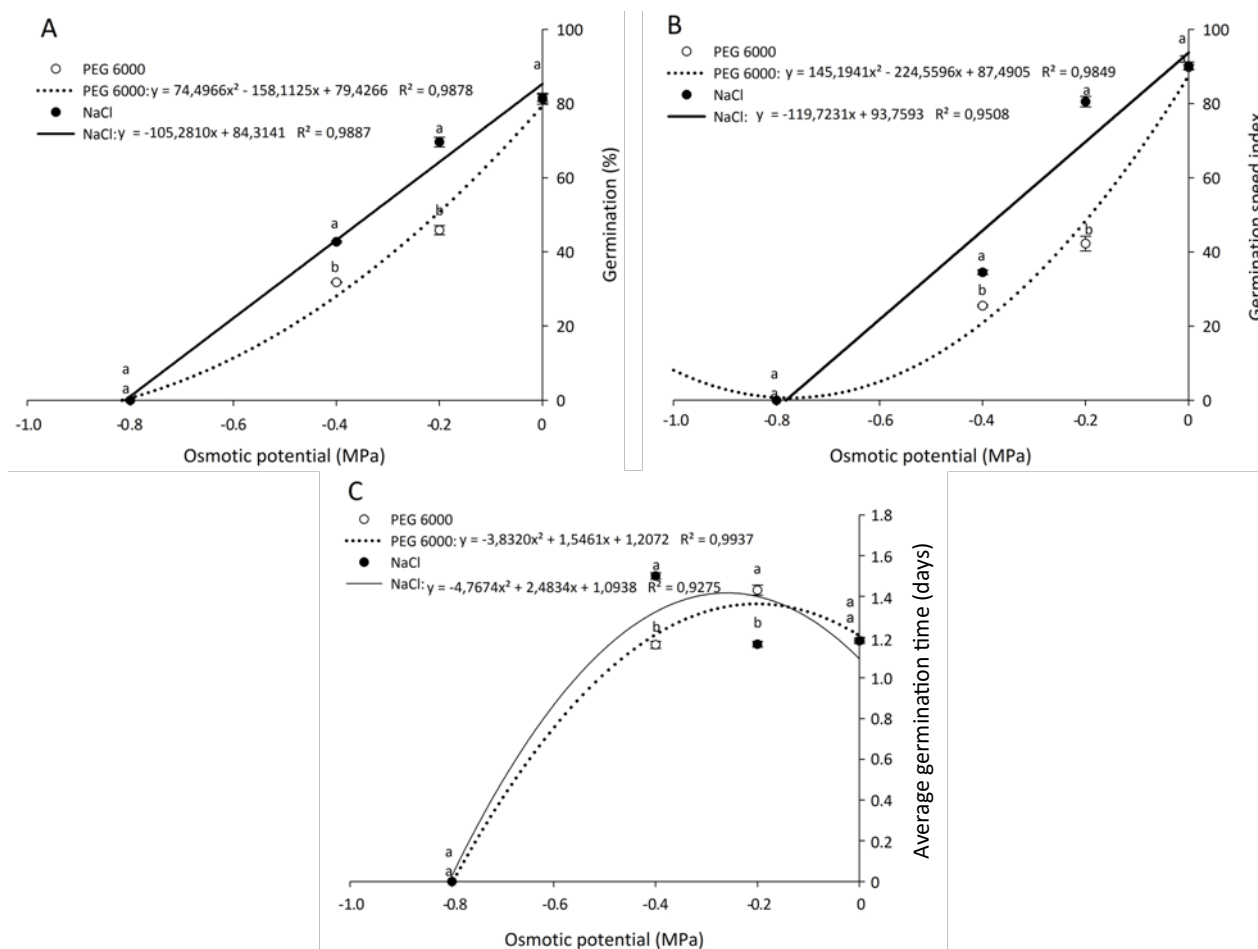 A
PEG 6000
PEG 6000: y = 74,4966x² - 158,1125x + 79,4266 R² = 0,9878
NaCl
NaCl: y = -105,2810x + 84,3141 R² = 0,9887
a
a
b
a
b
a
a
100
80
60
40
20
0
Germination (%)
-1.0 -0.8 -0.6 -0.4 -0.2 0
Osmotic potential (MPa)
B
PEG 6000
PEG 6000: y = 145,1941x² - 224,5596x + 87,4905 R² = 0,9849
NaCl
NaCl: y = -119,7231x + 93,7593 R² = 0,9508
a
a
b
a
b
a
a
100
80
60
40
20
0
Germination speed index
-1.0 -0.8 -0.6 -0.4 -0.2 0
Osmotic potential (MPa)
C
PEG 6000
PEG 6000: y = -3,8320x² + 1,5461x + 1,2072 R² = 0,9937
NaCl
NaCl: y = -4,7674x² + 2,4834x + 1,0938 R² = 0,9275
a
a
b
b
a
a
a
a
1.8
1.6
1.4
1.2
1.0
0.8
0.6
0.4
0.2
0
Average germination time (days)
-1.0 -0.8 -0.6 -0.4 -0.2 0
Osmotic potential (MPa)